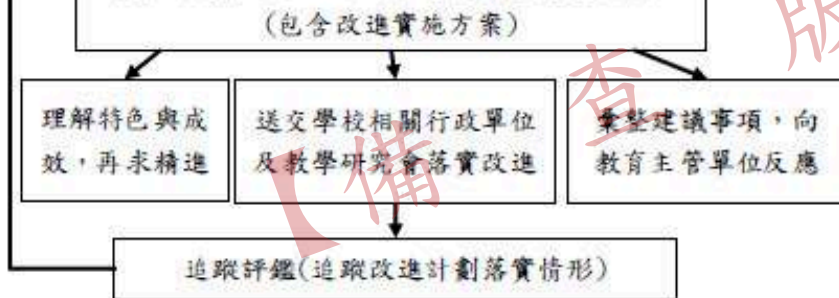 (包含改進實施方案)
理解特色與成
效，再求精進
送交學校相關行政單位
及教學研究會落實改進
彙整建議事項，向
教育主管單位反應
追蹤評鑑(追蹤改進計劃落實情形)
【備查版